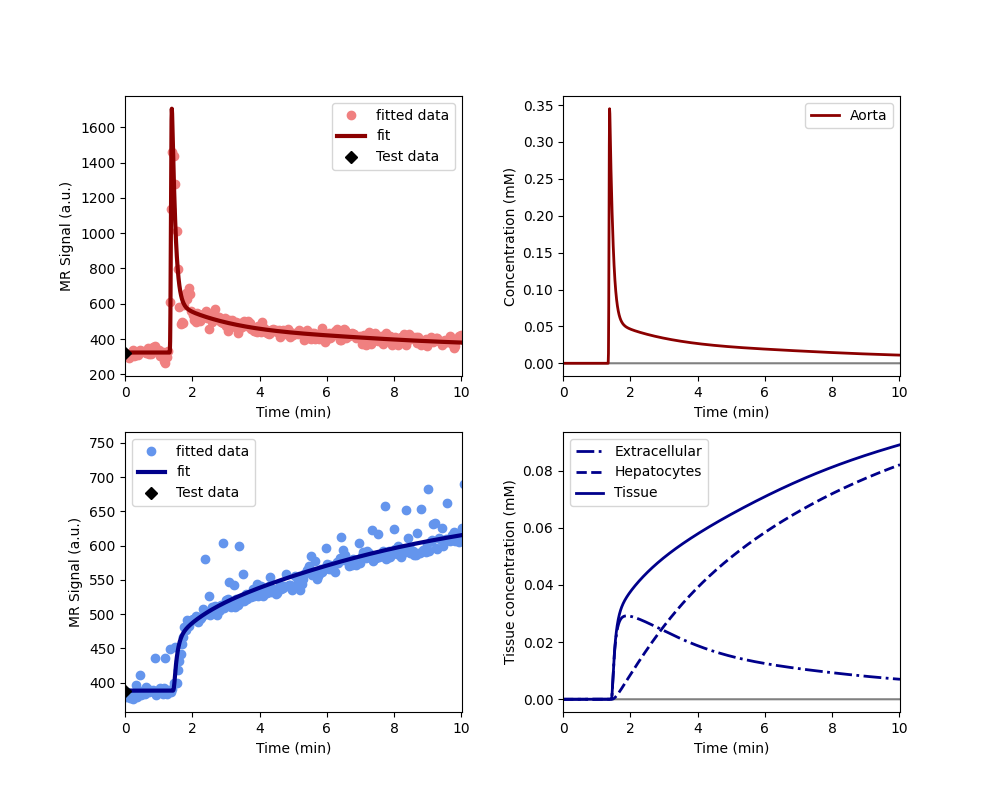 MR Signal (a.u.)
1600
1400
1200
1000
800
600
400
200
fitted data
fit
Test data
0 2 4 6 8 10
Time (min)
Concentration (mM)
0.35
0.30
0.25
0.20
0.15
0.10
0.05
0.00
Aorta
0 2 4 6 8 10
Time (min)
MR Signal (a.u.)
750
700
650
600
550
500
450
400
fitted data
fit
Test data
0 2 4 6 8 10
Time (min)
Tissue concentration (mM)
0.08
0.06
0.04
0.02
0.00
Extracellular
Hepatocytes
Tissue
0 2 4 6 8 10
Time (min)